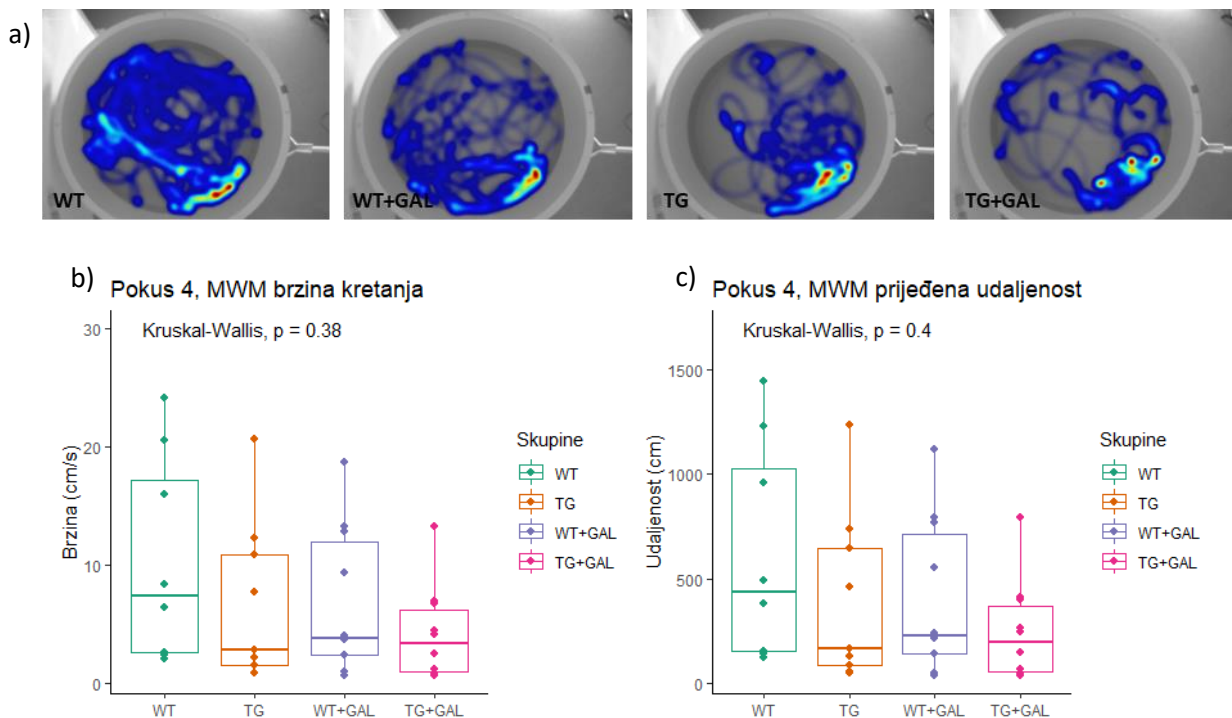 a)
WT
WT+GAL
TG
TG+GAL
b)
Pokus 4, MWM brzina kretanja
Kruskal-Wallis, p = 0.38
30
20
10
0
Brzina (cm/s)
WT
TG
WT+GAL
TG+GAL
Skupine
WT
TG
WT+GAL
TG+GAL
c)
Pokus 4, MWM prijeđena udaljenost
Kruskal-Wallis, p = 0.4
1500
1000
500
0
Udaljenost (cm)
WT
TG
WT+GAL
TG+GAL
Skupine
WT
TG
WT+GAL
TG+GAL